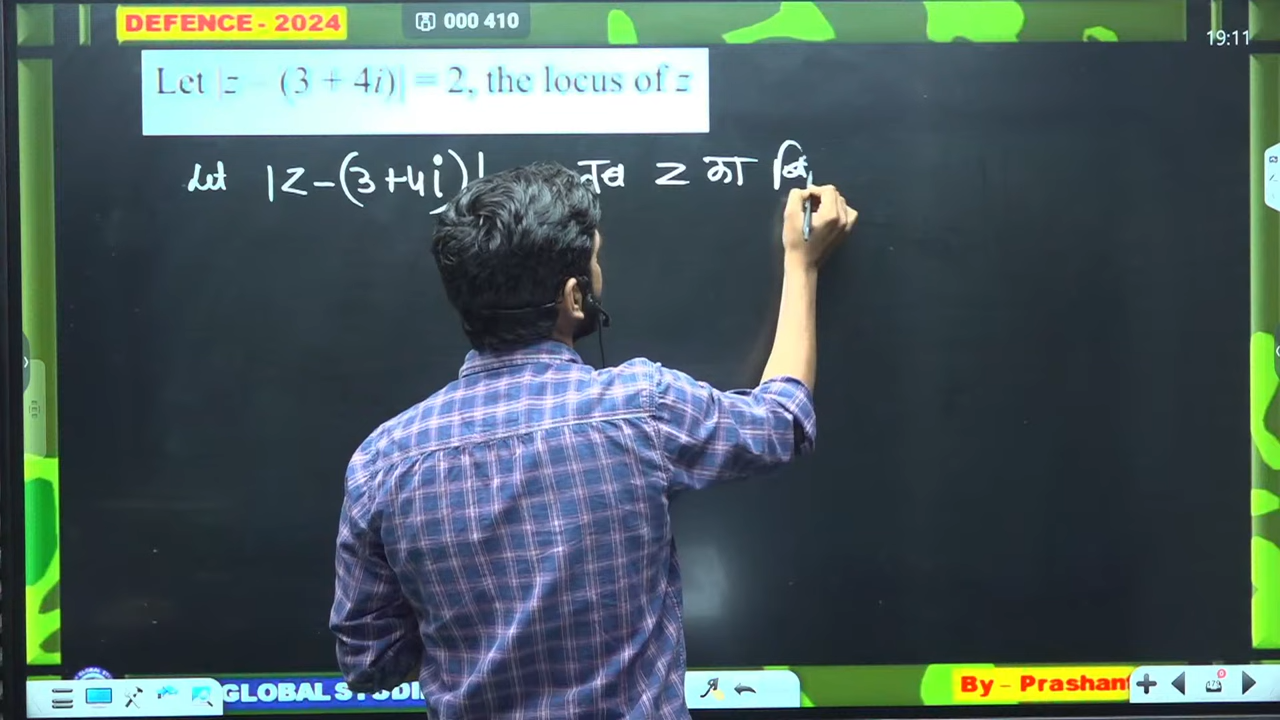 DEFENCE - 2024
000 410
19:11
Let |z - (3 + 4i)| = 2, the locus of z
Let |z-(3+4i)| तब z का
GLOBAL STUDI
By - Prashant